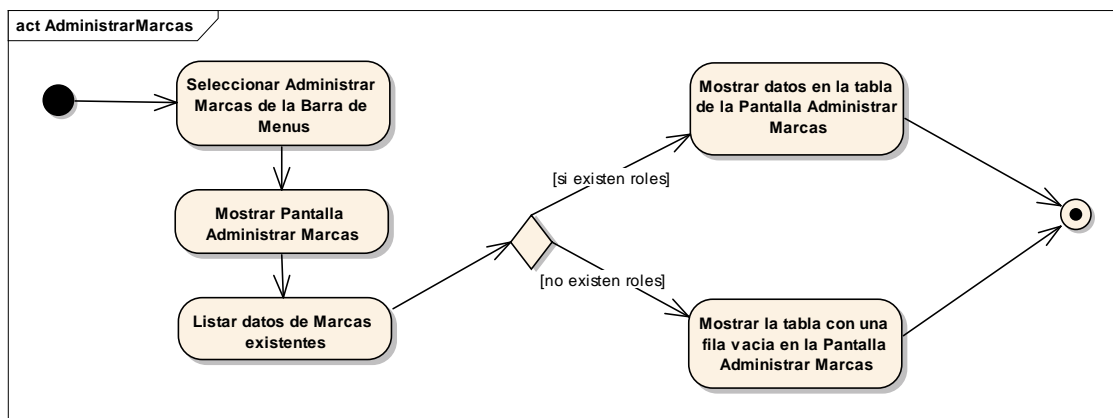 act AdministrarMarcas
Seleccionar Administrar
Marcas de la Barra de
Menus
Mostrar Pantalla
Administrar Marcas
Listar datos de Marcas
existentes
[si existen roles]
[no existen roles]
Mostrar datos en la tabla
de la Pantalla Administrar
Marcas
Mostrar la tabla con una
fila vacia en la Pantalla
Administrar Marcas